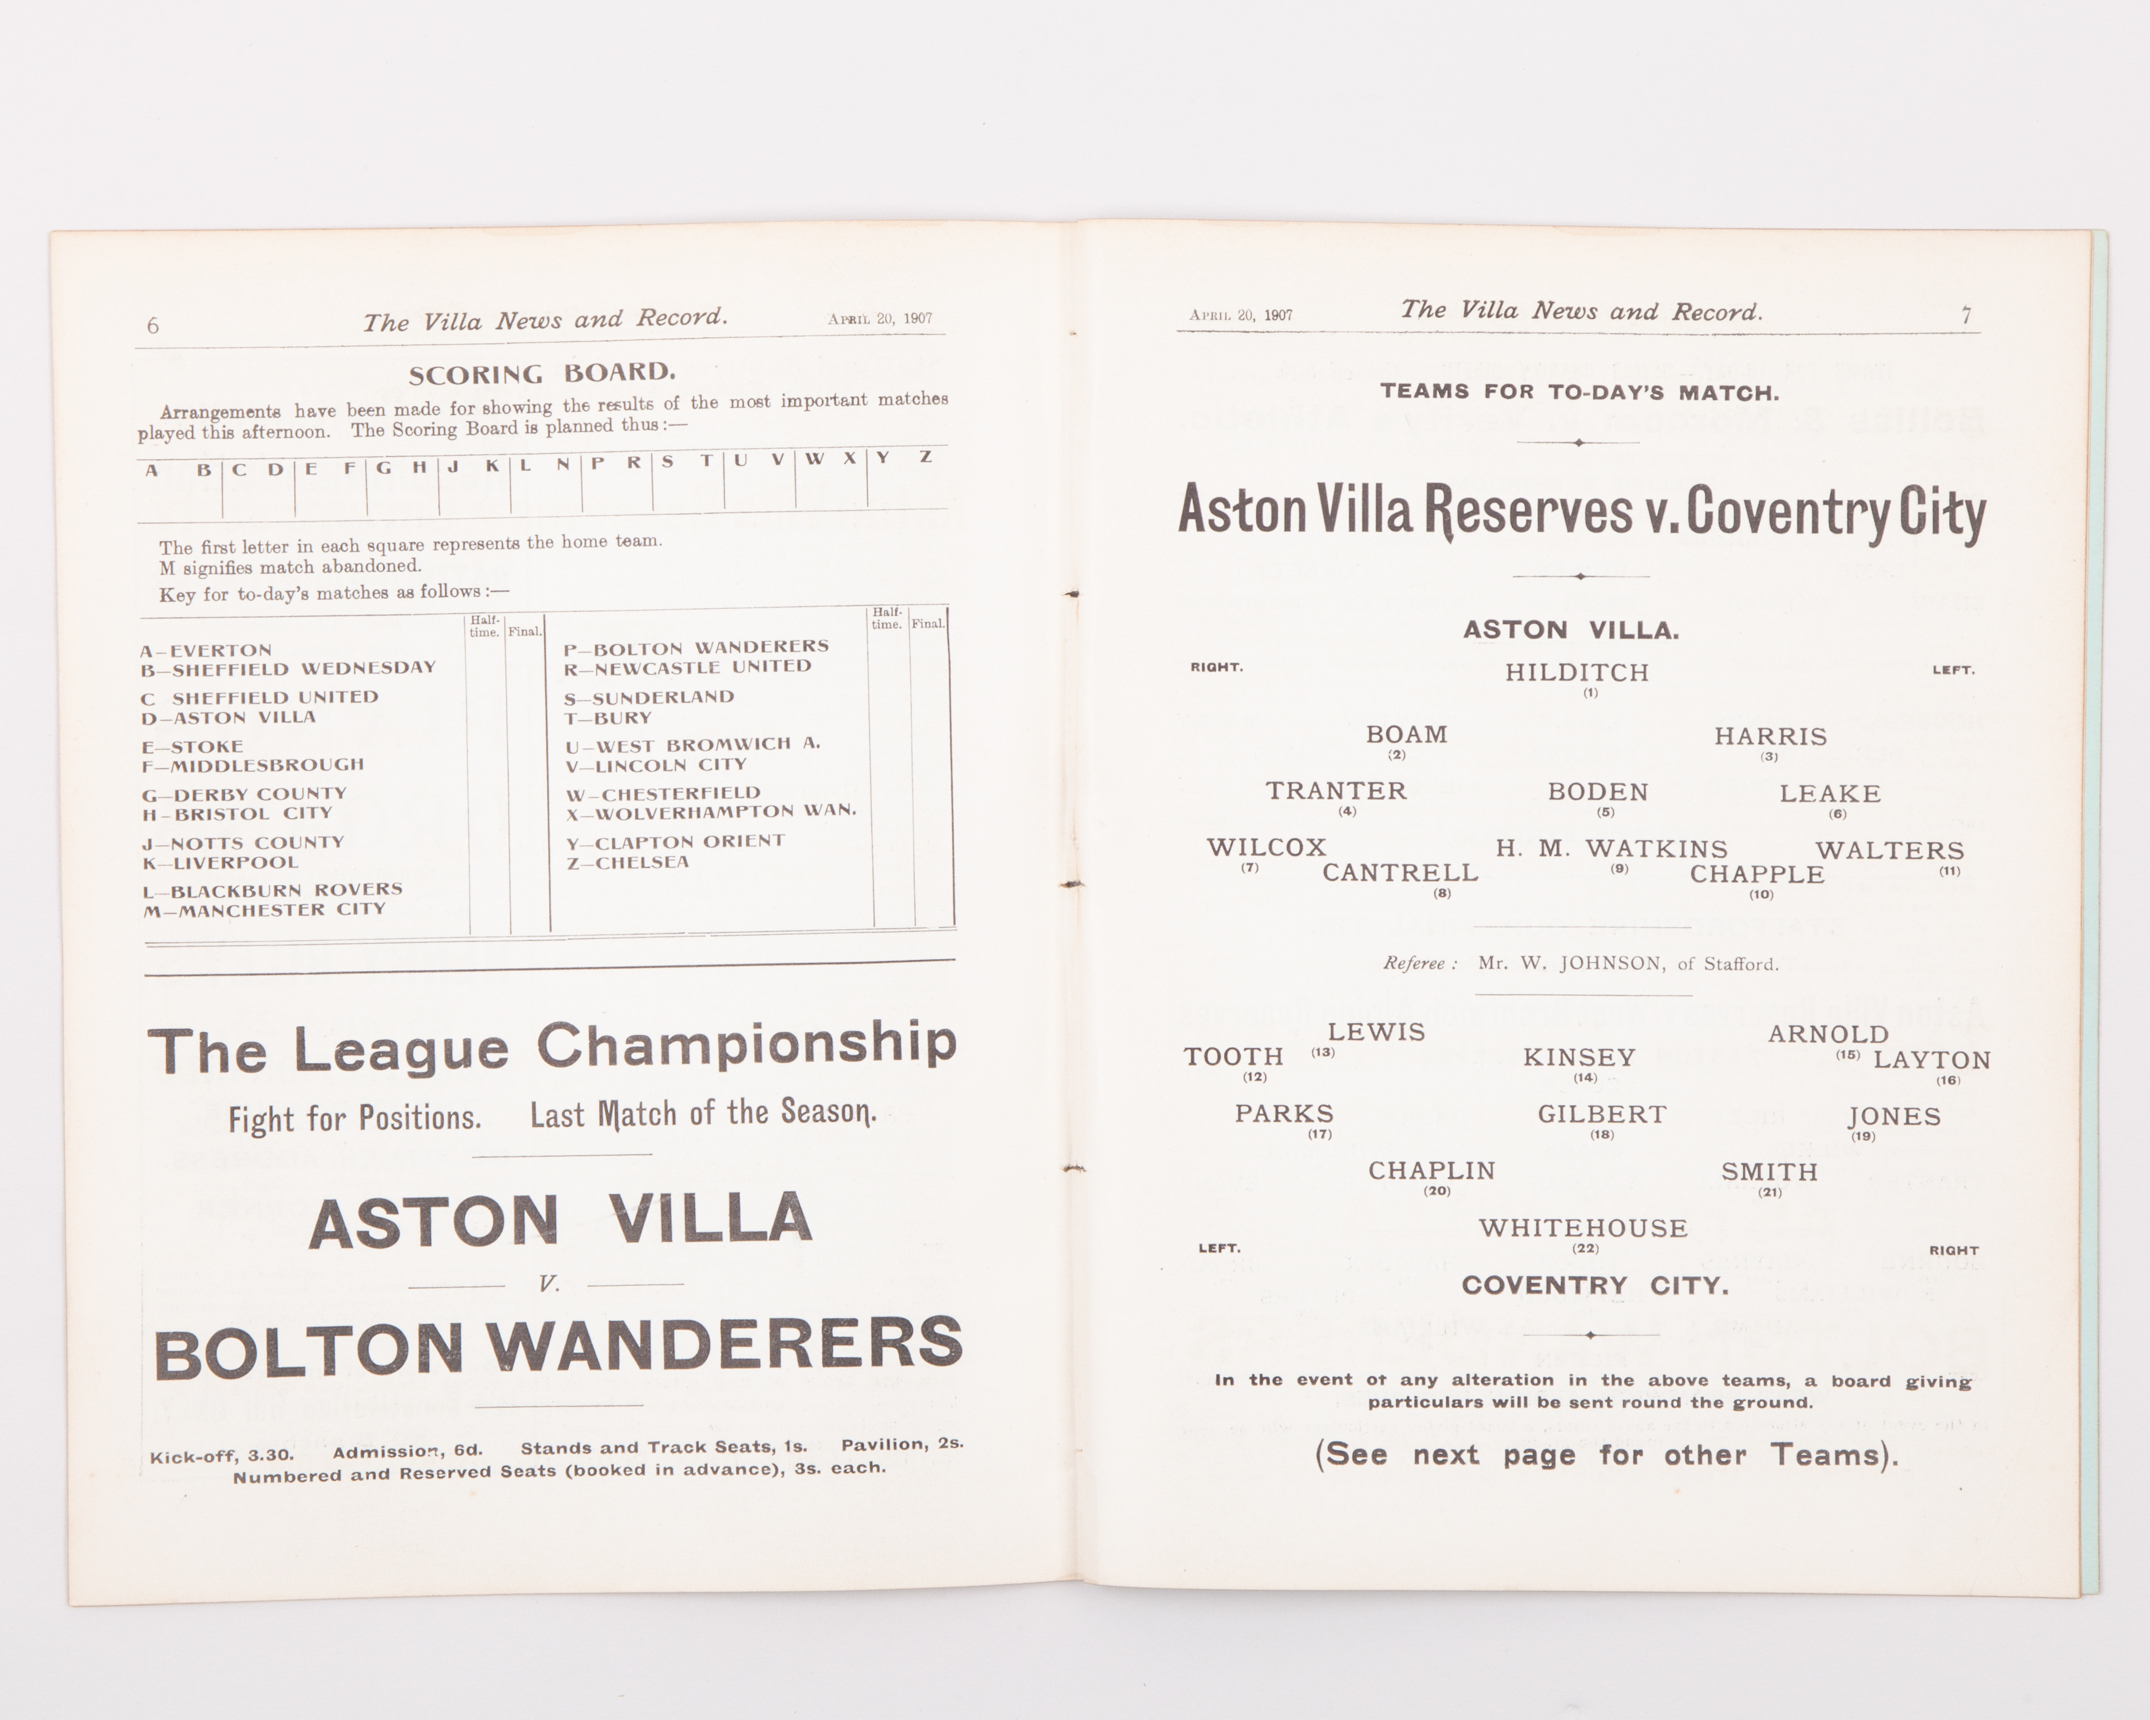 6 The Villa News and Record. APRIL 20, 1907
SCORING BOARD.
Arrangements have been made for showing the results of the most important matches
played this afternoon. The Scoring Board is planned thus:—
A B C D E F G H J K L N P R S T U V W X Y Z
The first letter in each square represents the home team.
M signifies match abandoned.
Key for to-day's matches as follows:—
Half-time. Final.
A—EVERTON
B—SHEFFIELD WEDNESDAY
C SHEFFIELD UNITED
D—ASTON VILLA
E—STOKE
F—MIDDLESBROUGH
G—DERBY COUNTY
H-BRISTOL CITY
J—NOTTS COUNTY
K—LIVERPOOL
L—BLACKBURN ROVERS
M—MANCHESTER CITY
Half-time. Final.
P—BOLTON WANDERERS
R—NEWCASTLE UNITED
S—SUNDERLAND
T—BURY
U—WEST BROMWICH A.
V—LINCOLN CITY
W—CHESTERFIELD
X—WOLVERHAMPTON WAN.
Y—CLAPTON ORIENT
Z—CHELSEA
The League Championship
Fight for Positions. Last Match of the Season.
ASTON VILLA
V.
BOLTON WANDERERS
Kick-off, 3.30. Admission, 6d. Stands and Track Seats, 1s. Pavilion, 2s.
Numbered and Reserved Seats (booked in advance), 3s. each.
APRIL 20, 1907 The Villa News and Record. 7
TEAMS FOR TO-DAY'S MATCH.
Aston Villa Reserves v. Coventry City
ASTON VILLA.
RIGHT. HILDITCH LEFT.
(1)
BOAM HARRIS
(2) (3)
TRANTER BODEN LEAKE
(4) (5) (6)
WILCOX H. M. WATKINS WALTERS
(7) CANTRELL (9) CHAPPLE (11)
(8) (10)
Referee: Mr. W. JOHNSON, of Stafford.
LEWIS ARNOLD
TOOTH (13) KINSEY (15) LAYTON
(12) (14) (16)
PARKS GILBERT JONES
(17) (18) (19)
CHAPLIN SMITH
(20) (21)
WHITEHOUSE
LEFT. (22) RIGHT
COVENTRY CITY.
In the event of any alteration in the above teams, a board giving
particulars will be sent round the ground.
(See next page for other Teams).